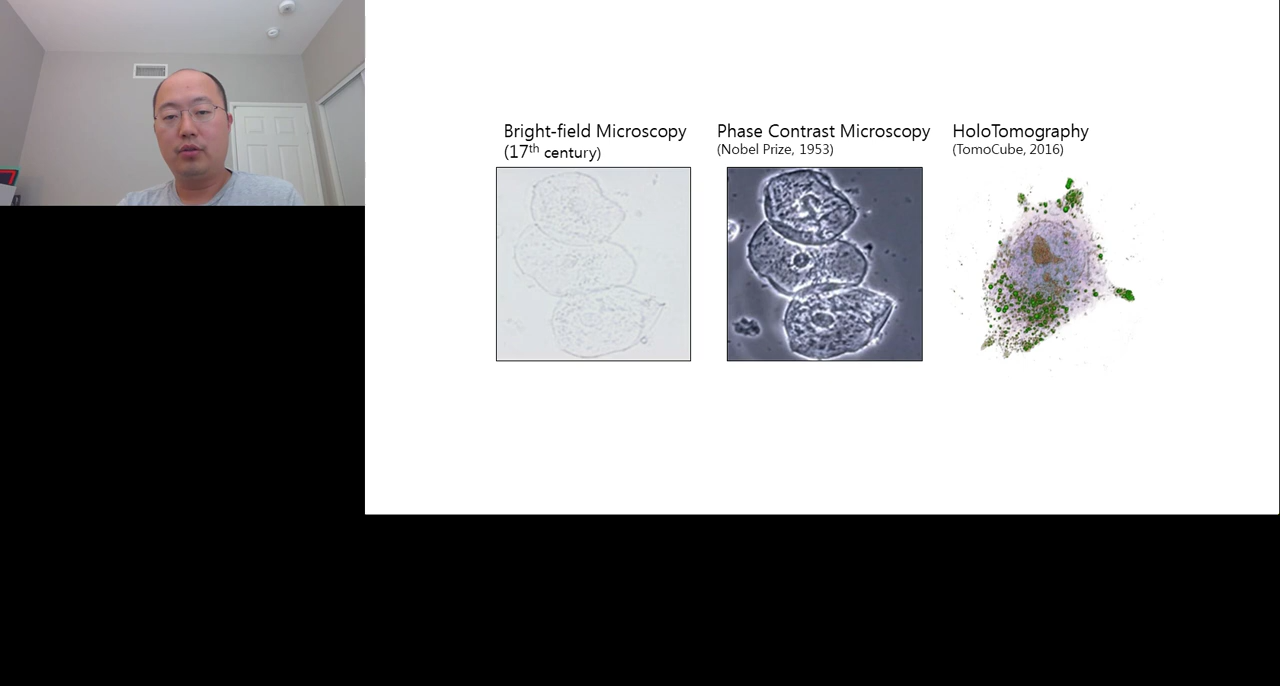 Bright-field Microscopy
(17th century)
Phase Contrast Microscopy
(Nobel Prize, 1953)
HoloTomography
(TomoCube, 2016)